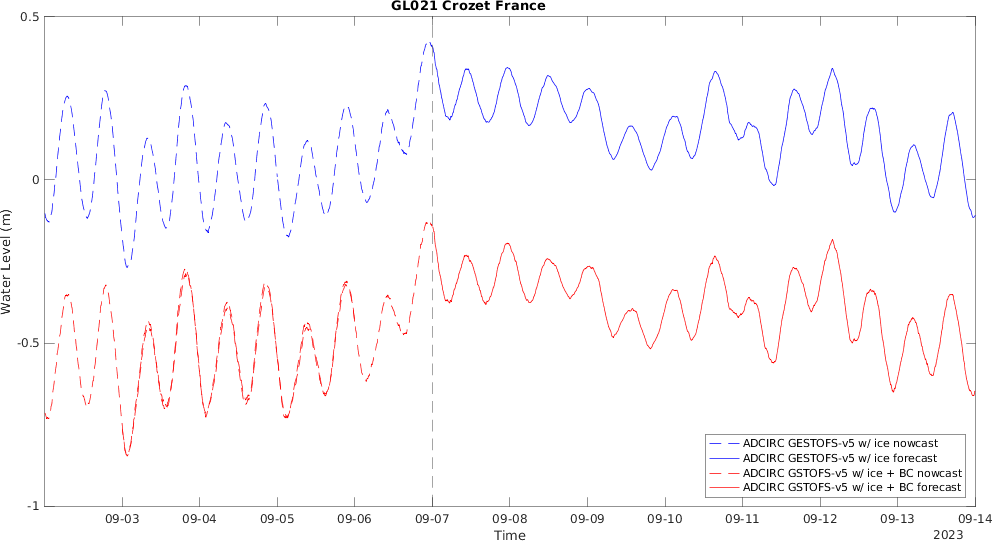 GL021 Crozet France
Water Level (m)
0.5
0
-0.5
-1
09-03 09-04 09-05 09-06 09-07 09-08 09-09 09-10 09-11 09-12 09-13 09-14
Time
2023
ADCIRC GESTOFS-v5 w/ ice nowcast
ADCIRC GESTOFS-v5 w/ ice forecast
ADCIRC GSTOFS-v5 w/ ice + BC nowcast
ADCIRC GSTOFS-v5 w/ ice + BC forecast